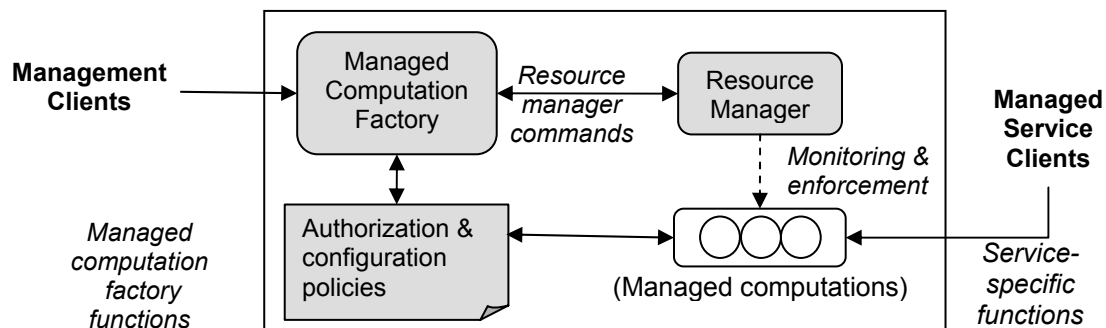 Management
Clients
Managed
Computation
Factory
Resource
manager
commands
Resource
Manager
Managed
Service
Clients
Monitoring &
enforcement
Managed
computation
factory
functions
Authorization &
configuration
policies
(Managed computations)
Service-
specific
functions